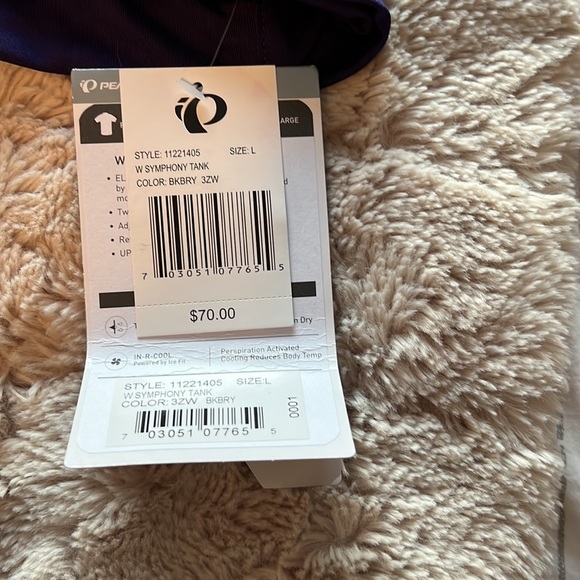 STYLE: 11221405 SIZE: L
W SYMPHONY TANK
COLOR: BKBRY 3ZW
7 03051 07765 5
$70.00
IN-R-COOL
Powered by Ice Fil
Perspiration Activated
Cooling Reduces Body Temp
STYLE: 11221405 SIZE:L
W SYMPHONY TANK
COLOR: 3ZW BKBRY
7 03051 07765 5
0001